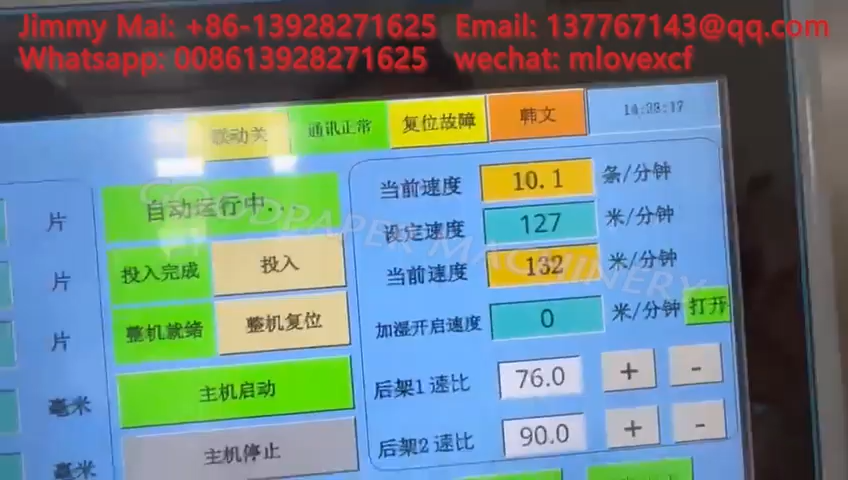 Jimmy Mai: +86-13928271625 Email: 137767143@qq.com
Whatsapp: 008613928271625 wechat: mlovexcf
联动关 通讯正常 复位故障 韩文 14:28:17
片 自动运行中... 当前速度 10.1 条/分钟
GOODPAPER MACHINERY
设定速度 127 米/分钟
片 投入完成 投入 当前速度 132 米/分钟
片 整机就绪 整机复位 加湿开启速度 0 米/分钟 打开
毫米 主机启动 后架1 速比 76.0 + -
毫米 主机停止 后架2 速比 90.0 + -